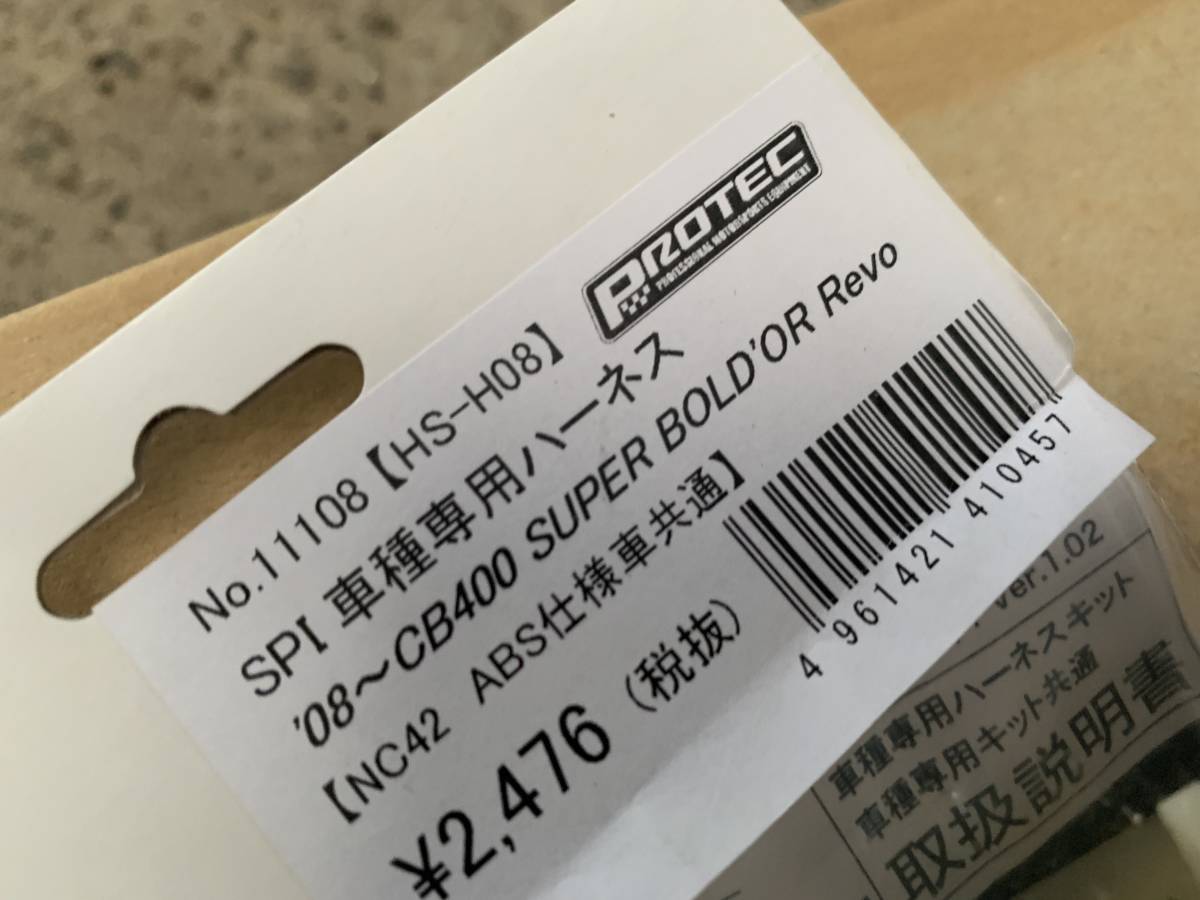 PROTEC
PROFESSIONAL MOTORSPORTS EQUIPMENT
No.11108【HS-H08】
SPI 車種専用ハーネス
'08～CB400 SUPER BOLD'OR Revo
【NC42 ABS仕様車共通】
¥2,476（税抜）
4 961421 410457
ver.1.02
車種専用ハーネスキット
車種専用キット共通
取扱説明書